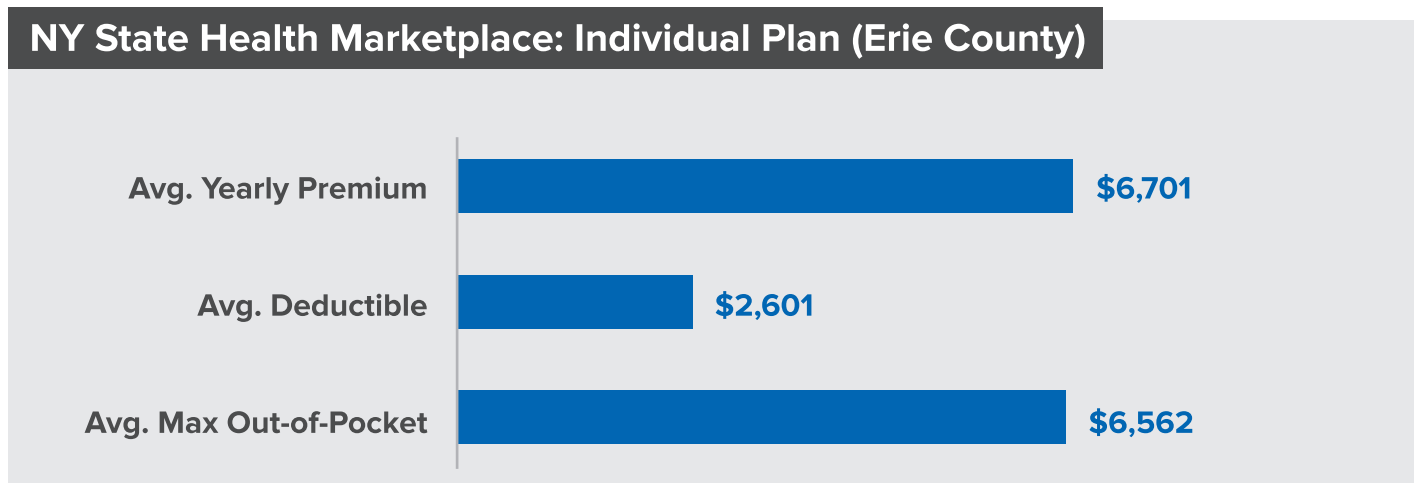 NY State Health Marketplace: Individual Plan (Erie County)
Avg. Yearly Premium $6,701
Avg. Deductible $2,601
Avg. Max Out-of-Pocket $6,562